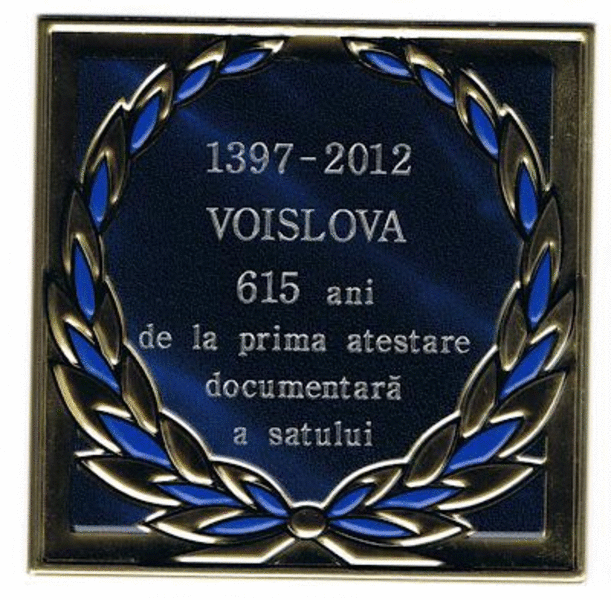 1397-2012
VOISLOVA
615 ani
de la prima atestare
documentară
a satului